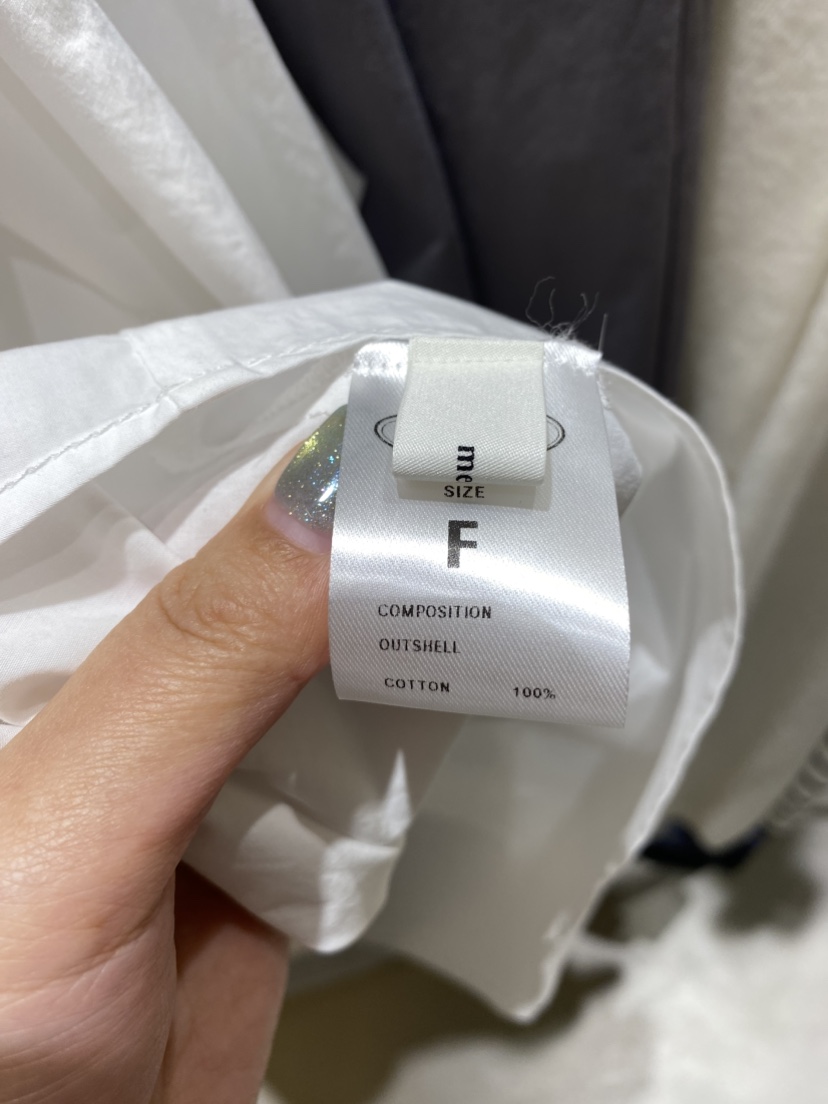 me
SIZE
F
COMPOSITION
OUTSHELL
COTTON 100%